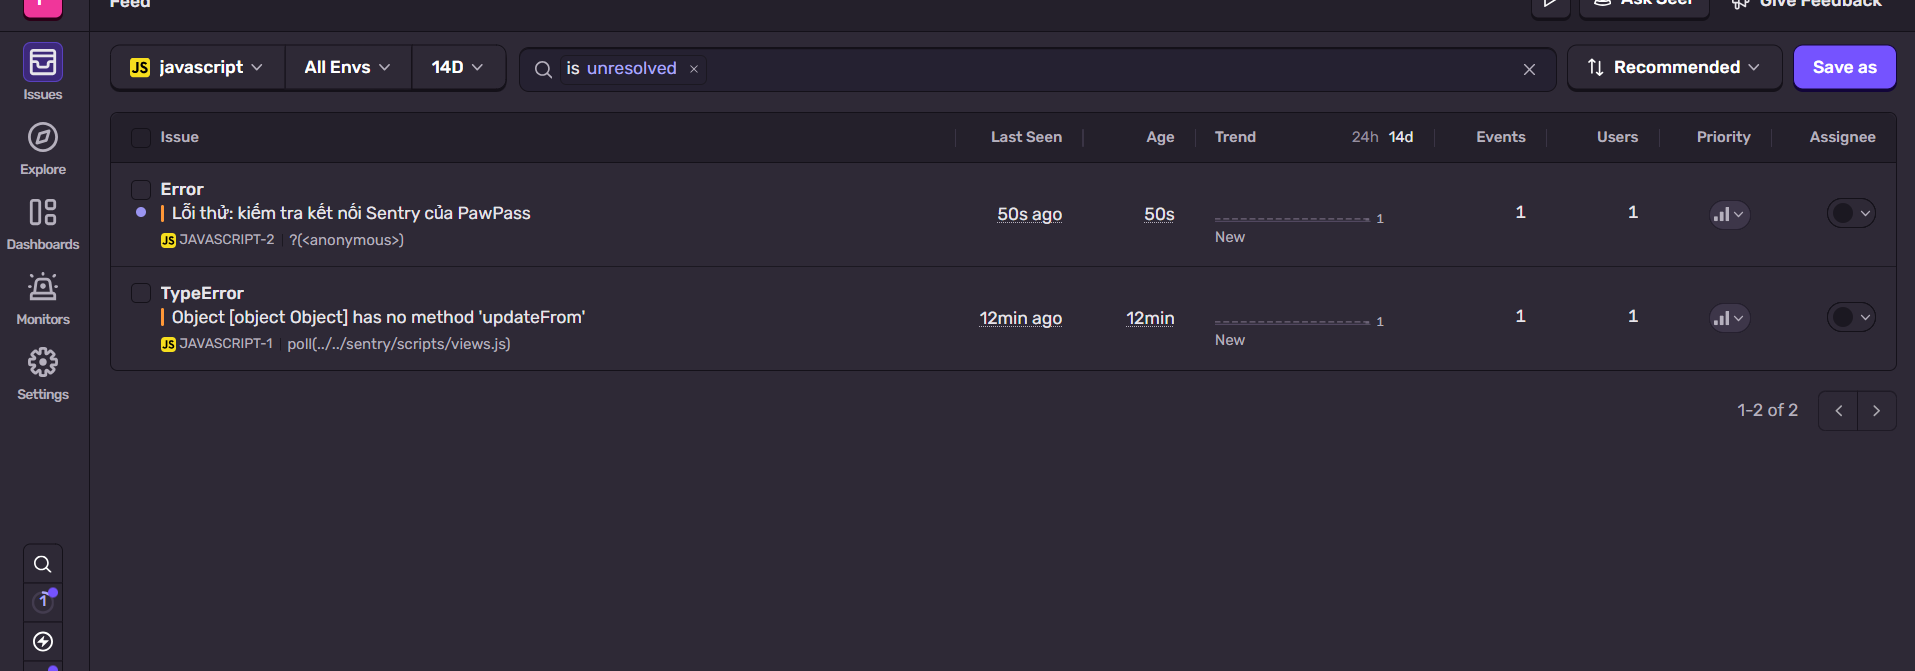 Feed
Ask Seer
Give Feedback
JS javascript
All Envs
14D
is unresolved ×
Recommended
Save as
Issues
Explore
Dashboards
Monitors
Settings
Issue
Last Seen
Age
Trend
24h 14d
Events
Users
Priority
Assignee
Error
Lỗi thử: kiểm tra kết nối Sentry của PawPass
JS JAVASCRIPT-2 ?(<anonymous>)
50s ago
50s
1
New
1
1
TypeError
Object [object Object] has no method 'updateFrom'
JS JAVASCRIPT-1 poll(../../sentry/scripts/views.js)
12min ago
12min
1
New
1
1
1-2 of 2
1